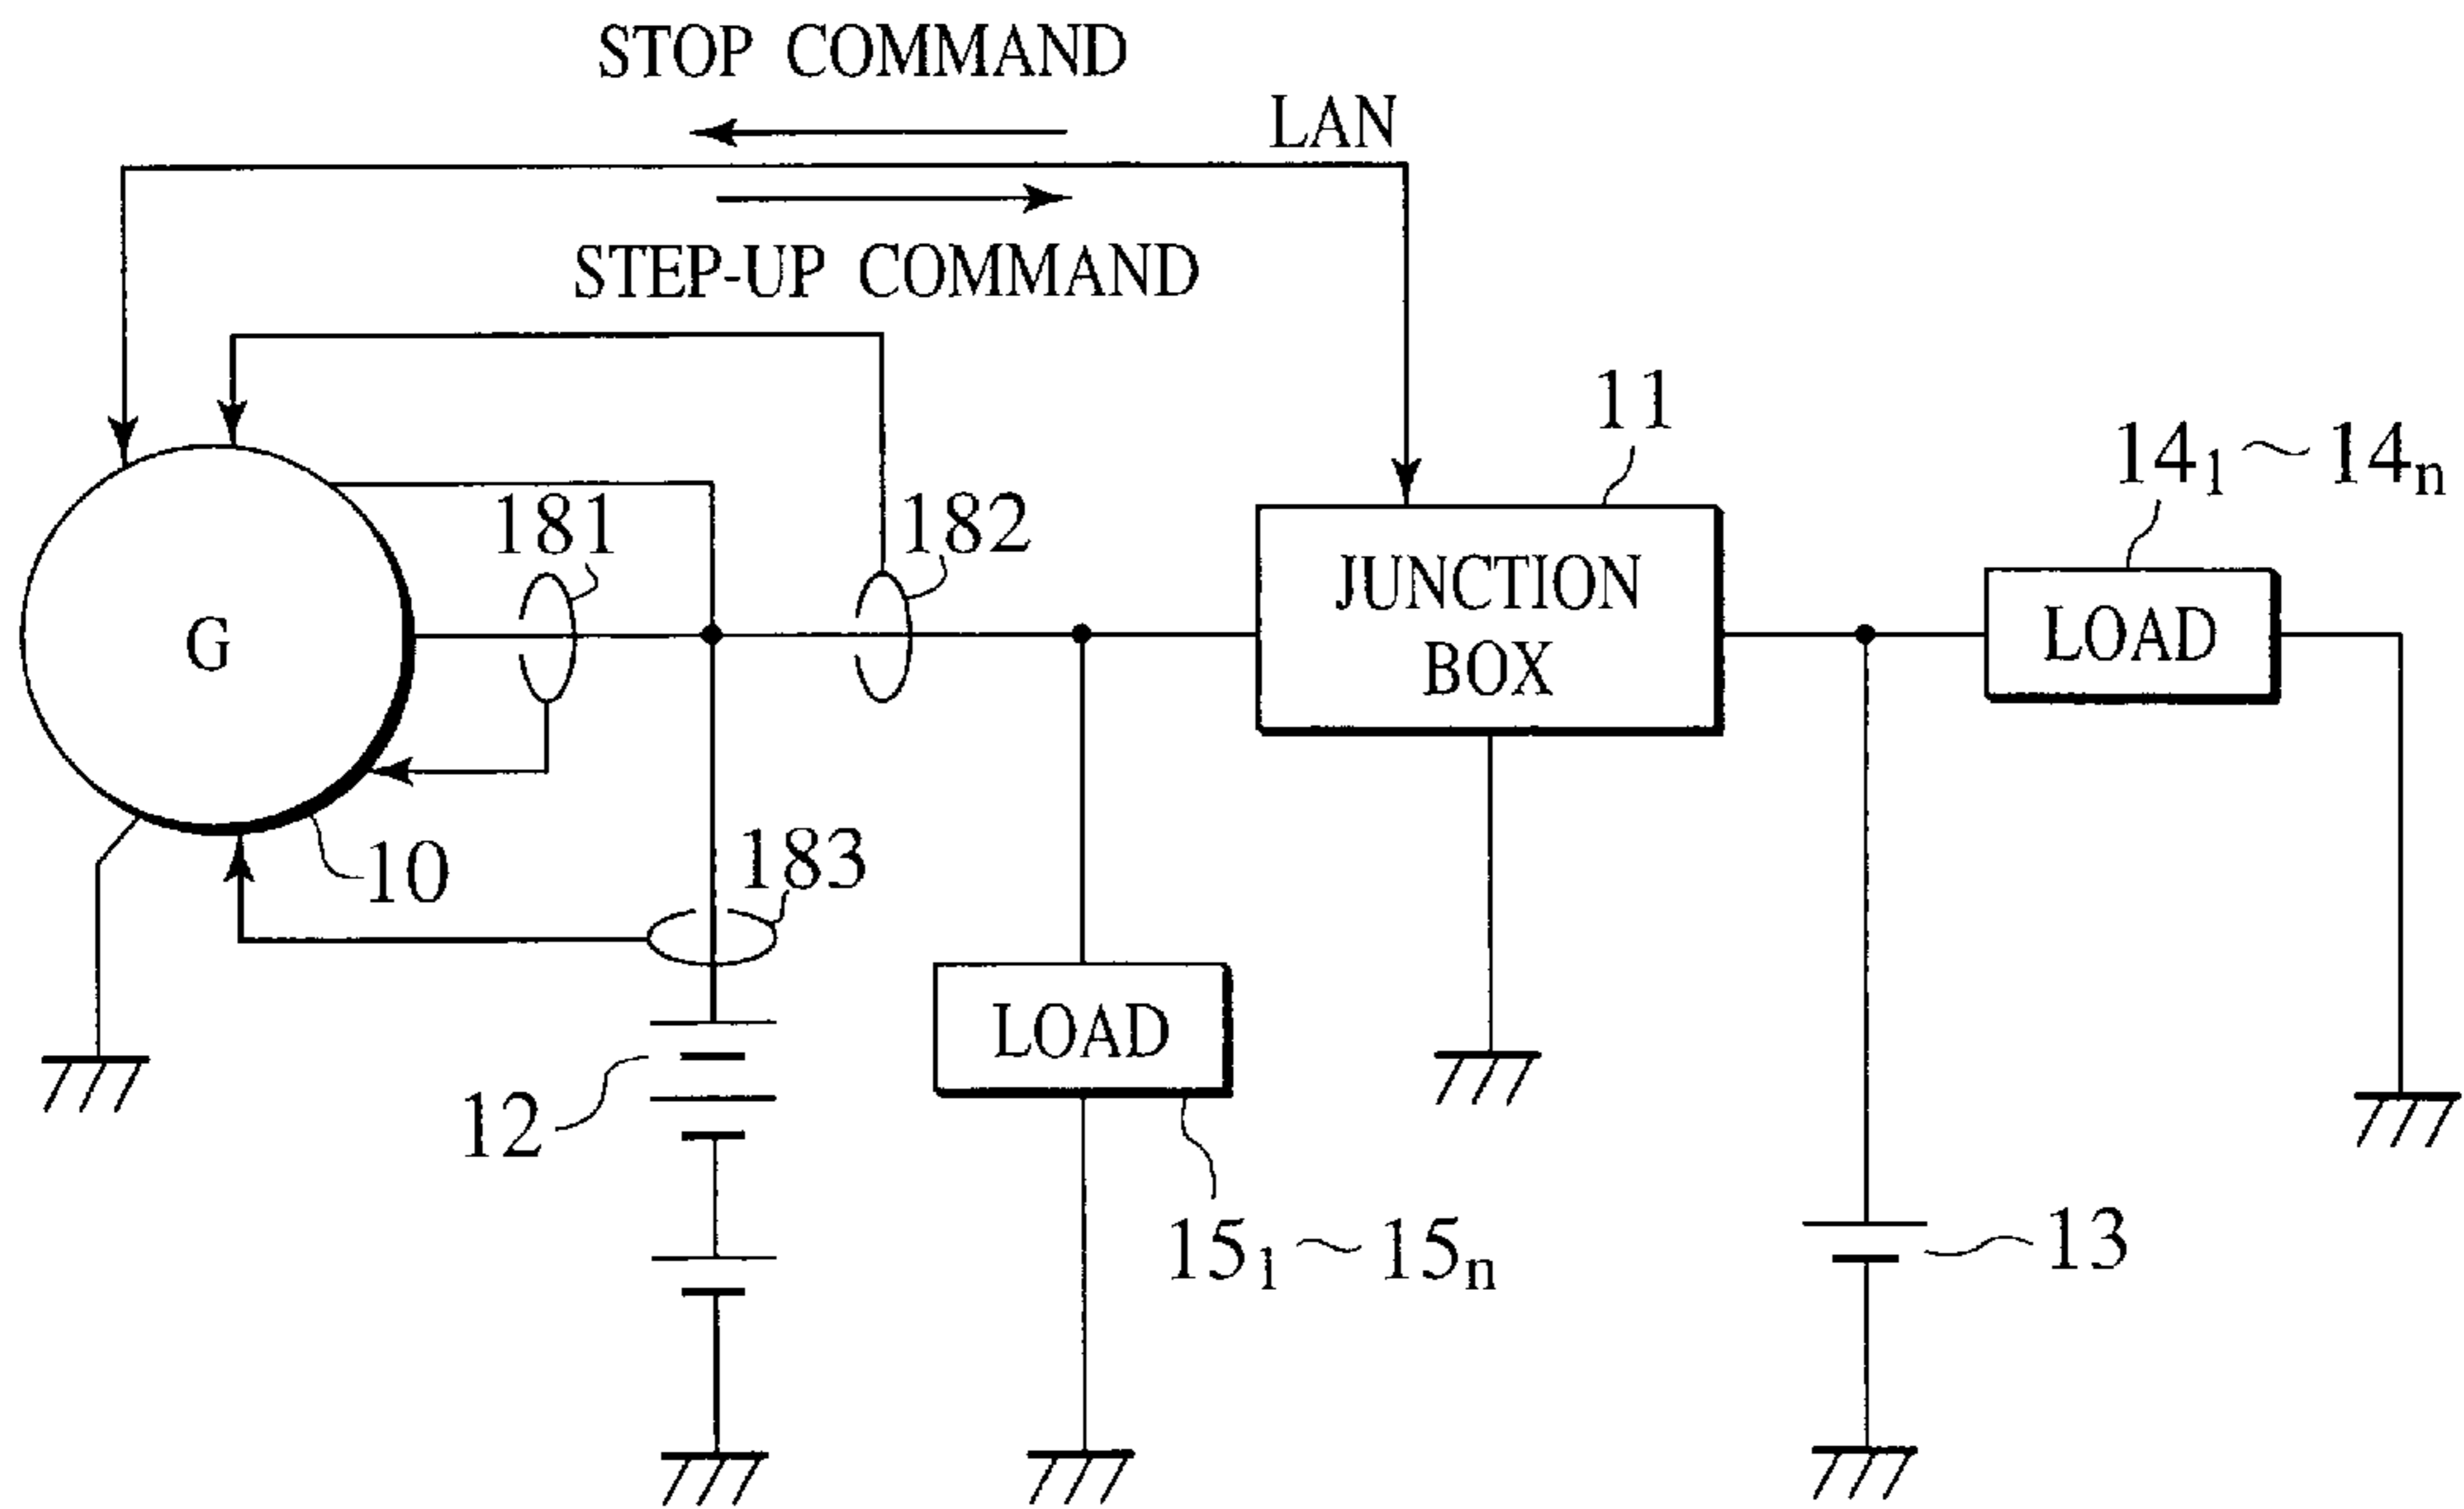 STOP COMMAND
LAN
STEP-UP COMMAND
11
14₁～14ₙ
181
182
JUNCTION
BOX
LOAD
G
10
183
LOAD
12
15₁～15ₙ
13